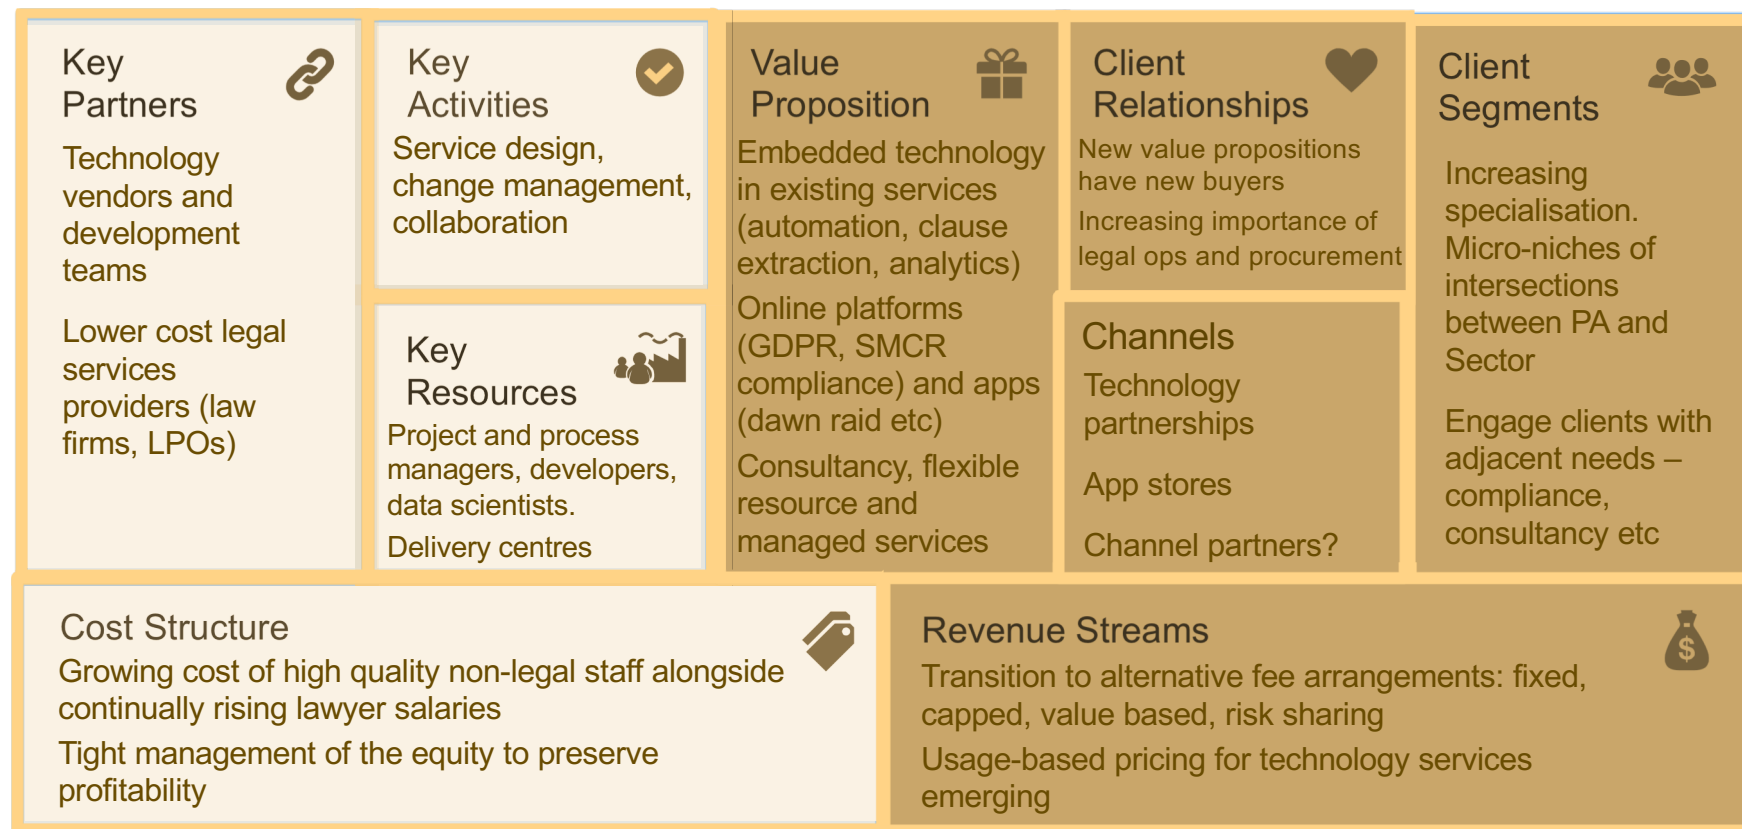 Key
Partners
Technology
vendors and
development
teams
Lower cost legal
services
providers (law
firms, LPOs)
Key
Activities
Service design,
change management,
collaboration
Key
Resources
Project and process
managers, developers,
data scientists.
Delivery centres
Value
Proposition
Embedded technology
in existing services
(automation, clause
extraction, analytics)
Online platforms
(GDPR, SMCR
compliance) and apps
(dawn raid etc)
Consultancy, flexible
resource and
managed services
Client
Relationships
New value propositions
have new buyers
Increasing importance of
legal ops and procurement
Channels
Technology
partnerships
App stores
Channel partners?
Client
Segments
Increasing
specialisation.
Micro-niches of
intersections
between PA and
Sector
Engage clients with
adjacent needs –
compliance,
consultancy etc
Cost Structure
Growing cost of high quality non-legal staff alongside
continually rising lawyer salaries
Tight management of the equity to preserve
profitability
Revenue Streams
$
Transition to alternative fee arrangements: fixed,
capped, value based, risk sharing
Usage-based pricing for technology services
emerging